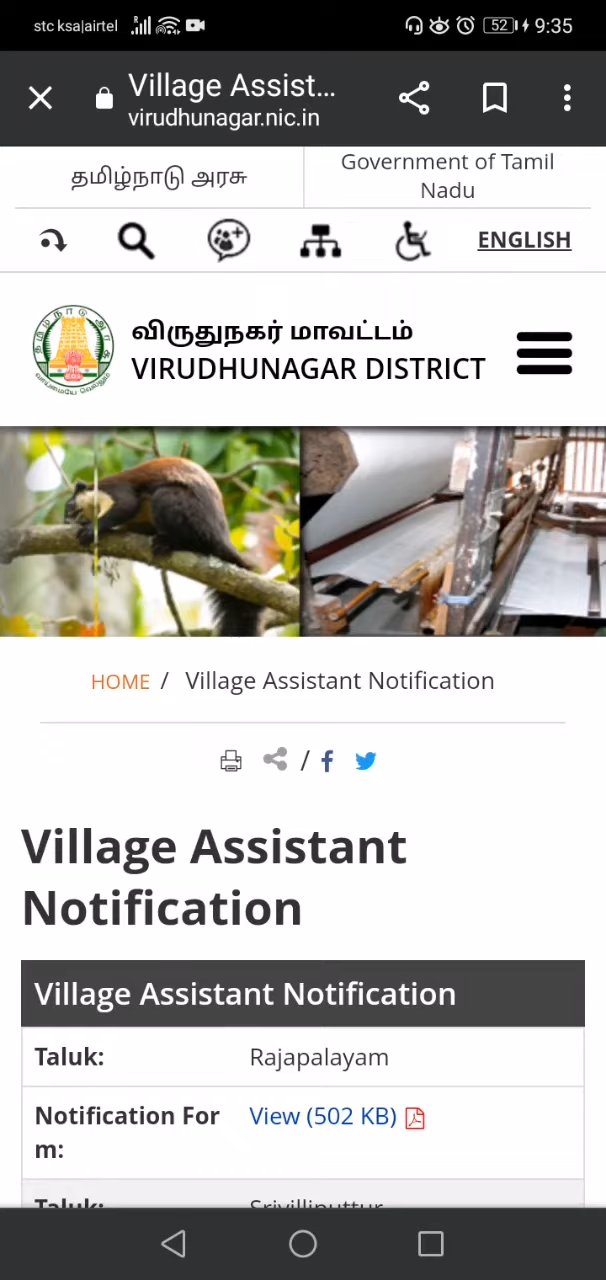 stc ksa|airtel 52 9:35
Village Assist...
virudhunagar.nic.in
தமிழ்நாடு அரசு
Government of Tamil
Nadu
ENGLISH
விருதுநகர் மாவட்டம்
VIRUDHUNAGAR DISTRICT
HOME / Village Assistant Notification
/
Village Assistant
Notification
Village Assistant Notification
Taluk: Rajapalayam
Notification For View (502 KB)
m:
Taluk: Srivilliputtur